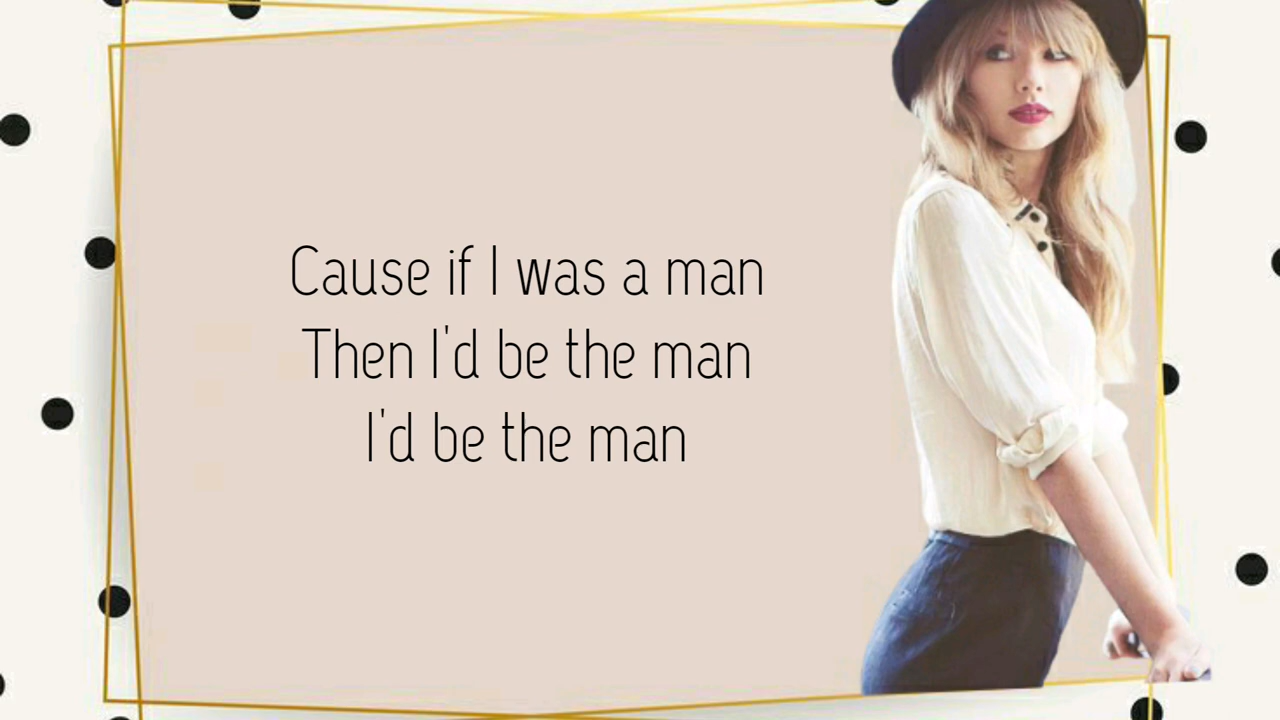 Cause if I was a man
Then I'd be the man
I'd be the man